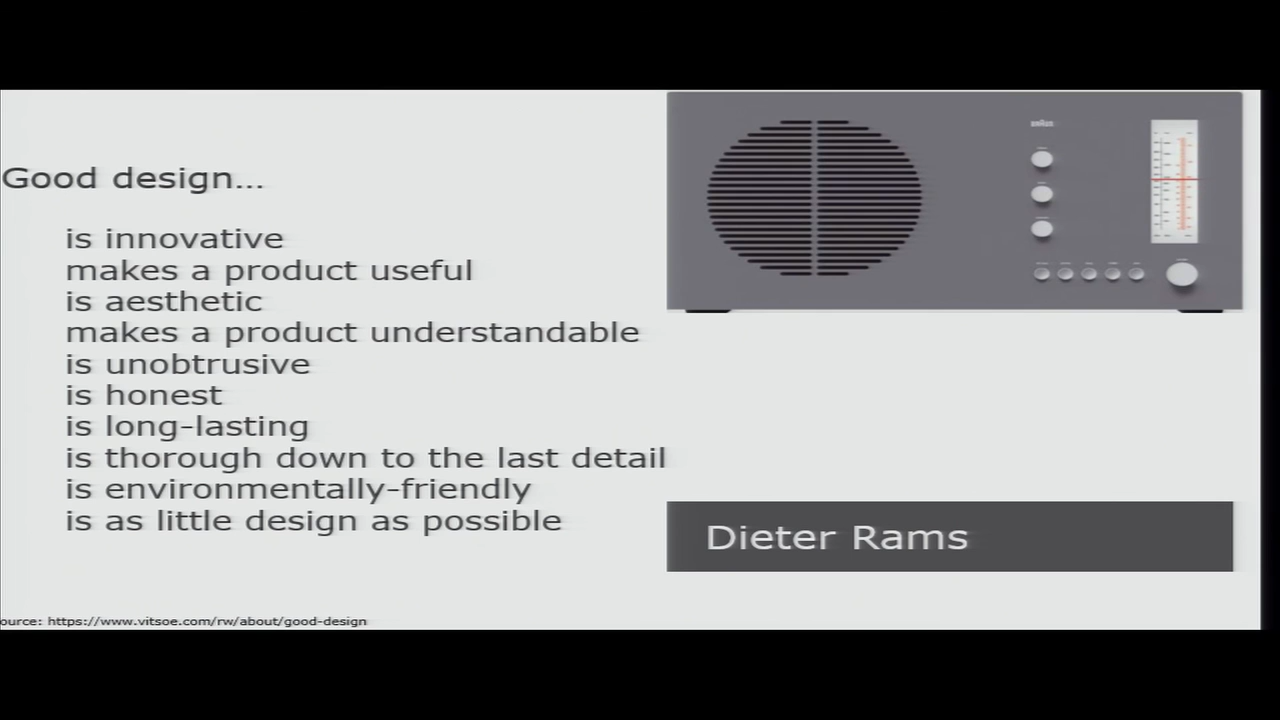 Good design...
is innovative
makes a product useful
is aesthetic
makes a product understandable
is unobtrusive
is honest
is long-lasting
is thorough down to the last detail
is environmentally-friendly
is as little design as possible
BRAUN
Dieter Rams
ource: https://www.vitsoe.com/rw/about/good-design